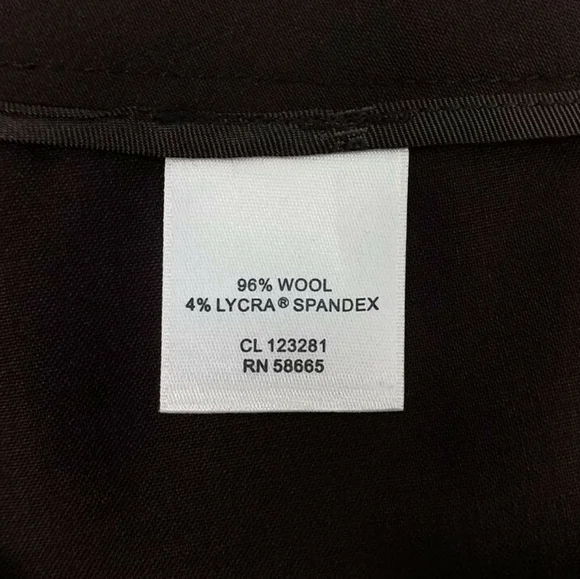 96% WOOL
4% LYCRA® SPANDEX
CL 123281
RN 58665